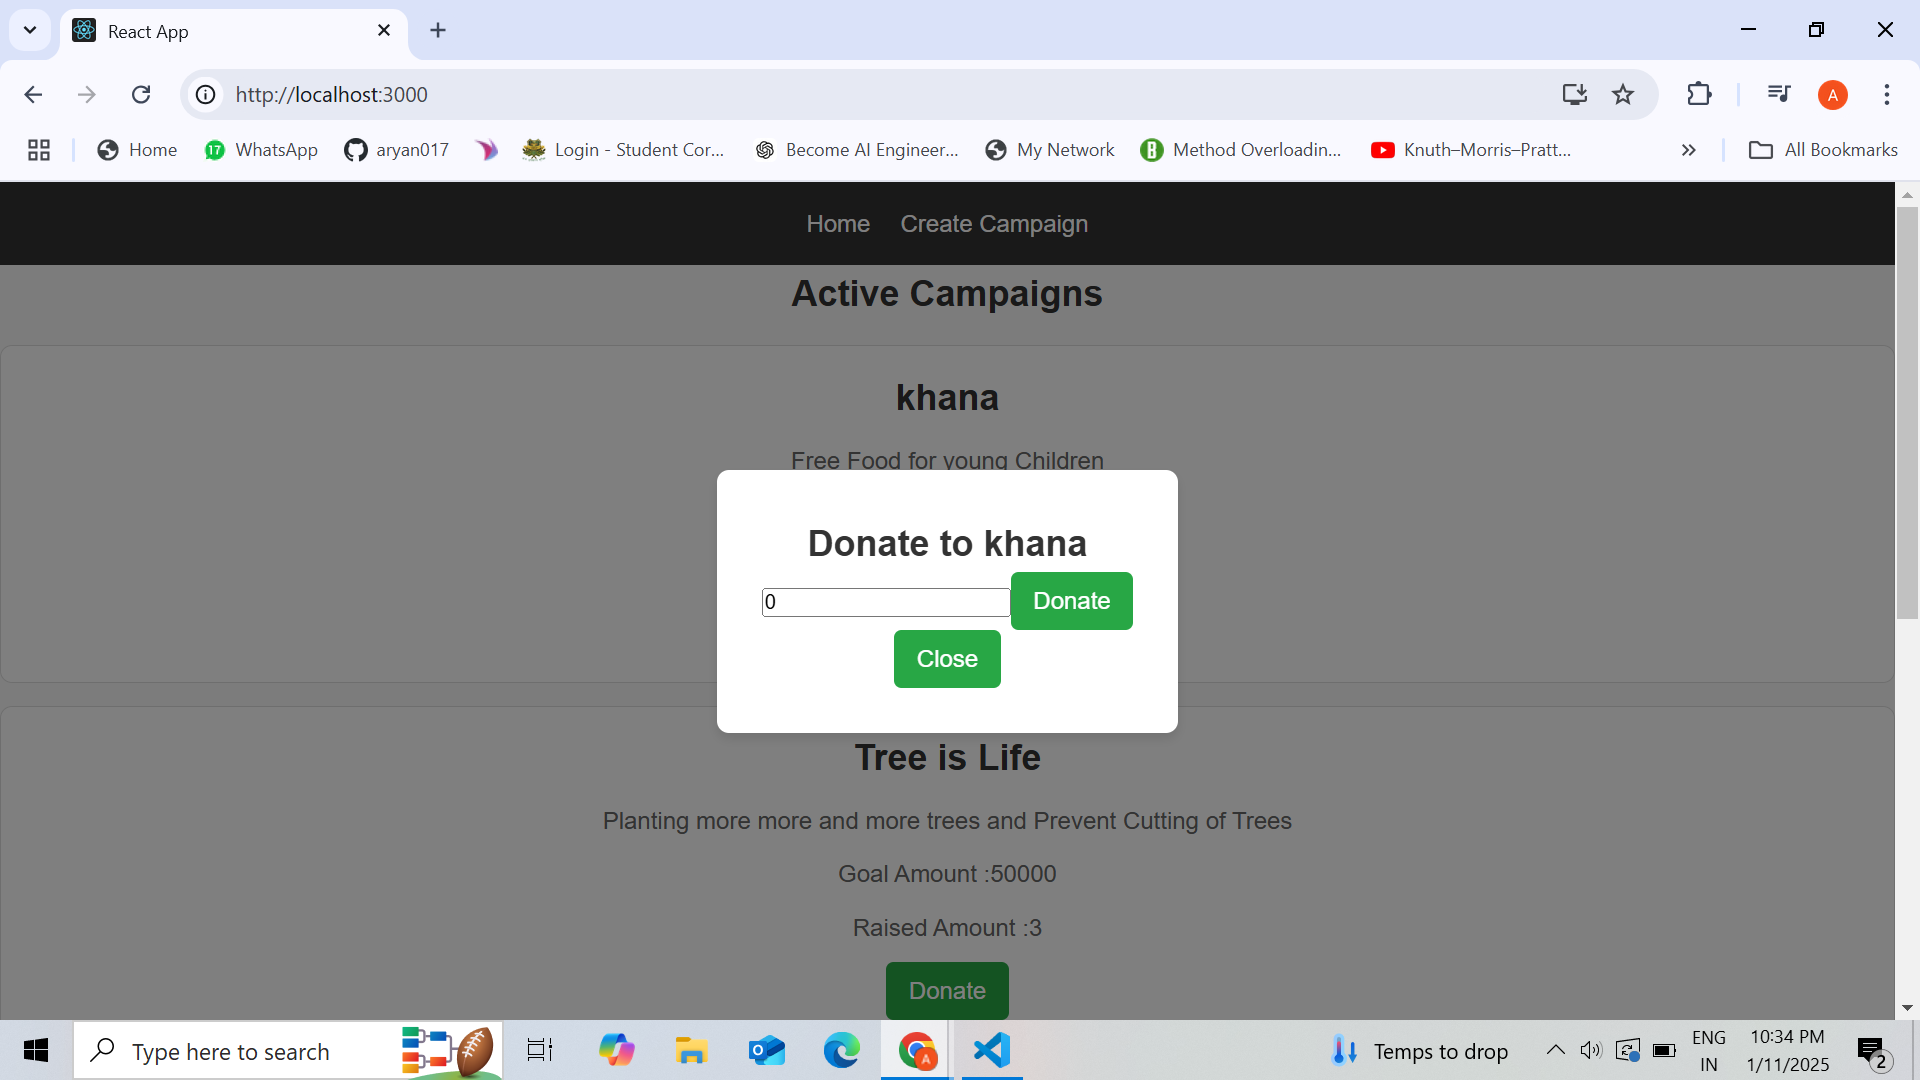 React App
http://localhost:3000
A
Home
17
WhatsApp
aryan017
Login - Student Cor...
Become AI Engineer...
My Network
Method Overloadin...
Knuth–Morris–Pratt...
All Bookmarks
Home
Create Campaign
Active Campaigns
khana
Free Food for young Children
Donate to khana
0
Donate
Close
Tree is Life
Planting more more and more trees and Prevent Cutting of Trees
Goal Amount :50000
Raised Amount :3
Donate
Type here to search
A
Temps to drop
ENG
IN
10:34 PM
1/11/2025
2